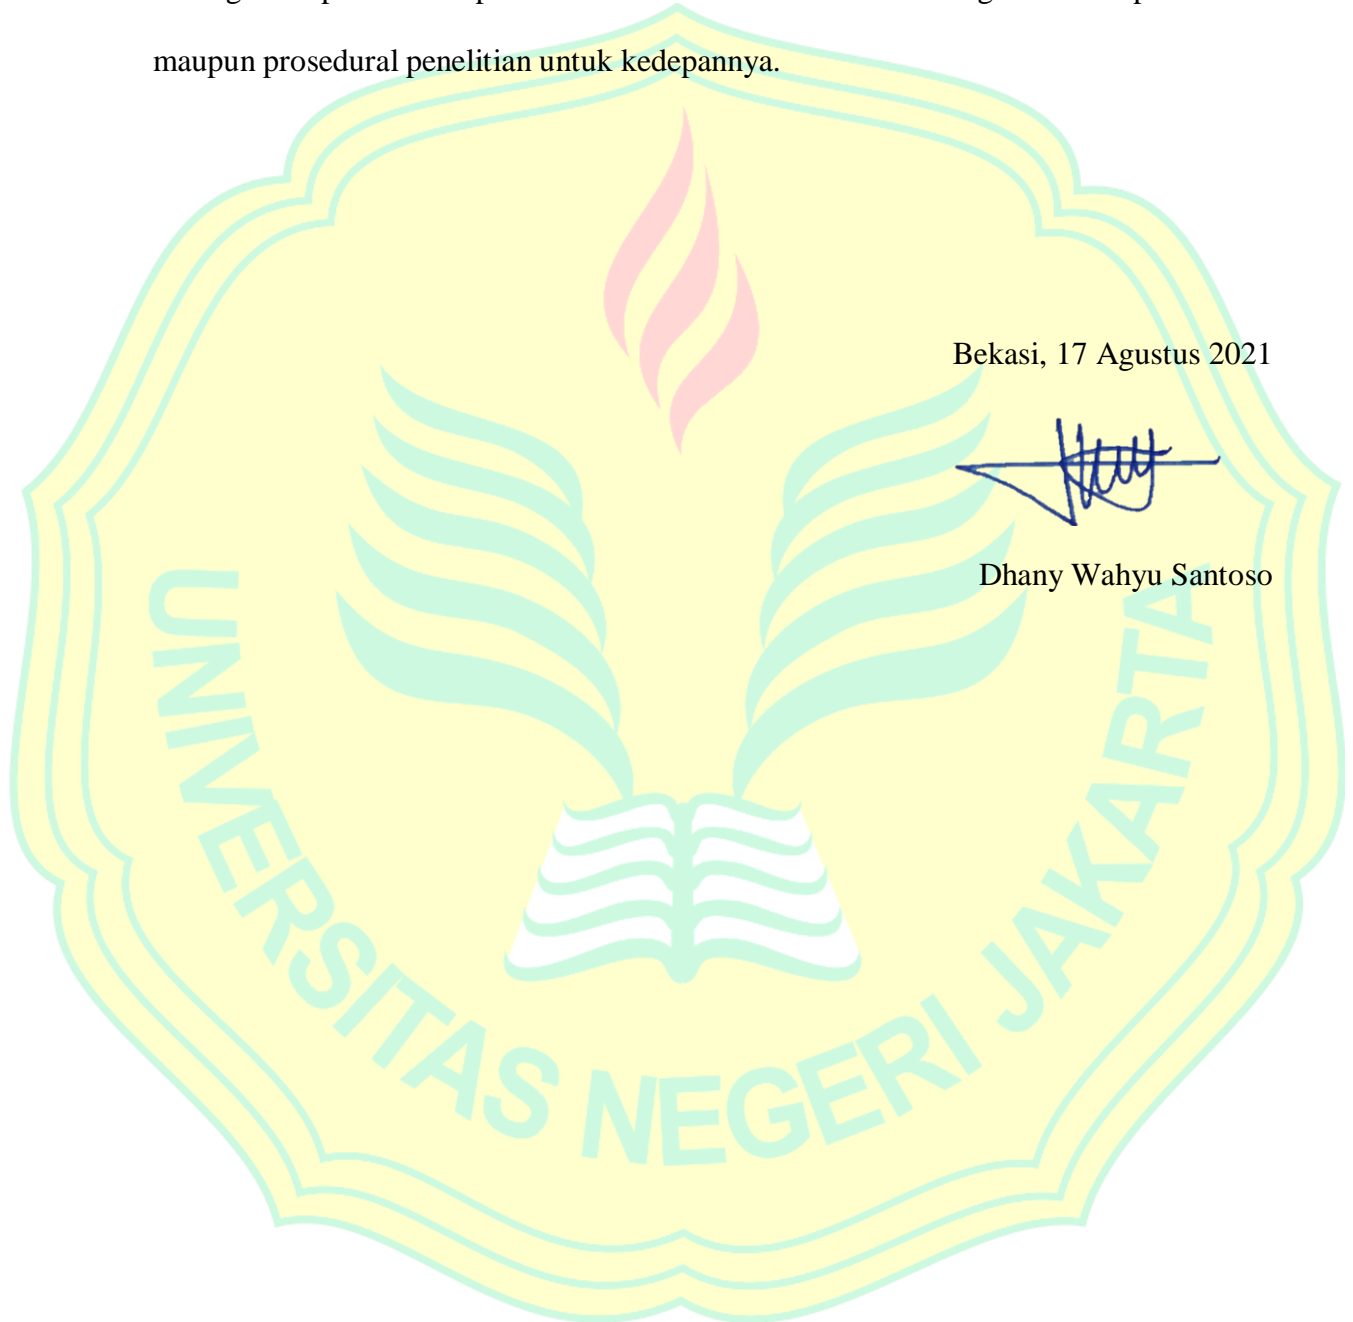 maupun prosedural penelitian untuk kedepannya.
Bekasi, 17 Agustus 2021
Dhany Wahyu Santoso
UNIVERSITAS NEGERI JAKARTA